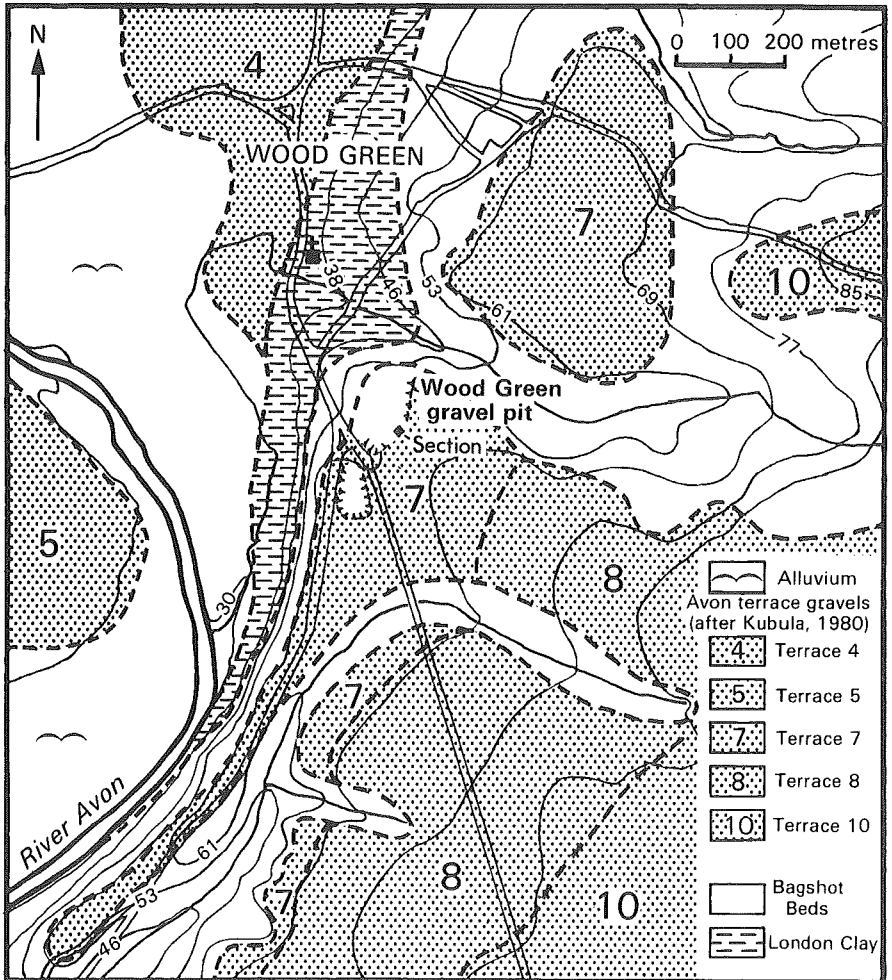 N
0 100 200 metres
4
WOOD GREEN
7
10
85
38
46
53
61
69
77
Wood Green
gravel pit
Section
7
5
8
30
7
River Avon
61
53
46
7
8
10
Alluvium
Avon terrace gravels
(after Kubula, 1980)
4 Terrace 4
5 Terrace 5
7 Terrace 7
8 Terrace 8
10 Terrace 10
Bagshot
Beds
London Clay